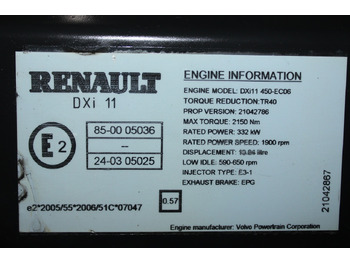 RENAULT
DXi 11
E2
85-00 05036
–
24-03 05025
e2*2005/55*2006/51C*07047
0.57
ENGINE INFORMATION
ENGINE MODEL: DXi11 450-EC06
TORQUE REDUCTION: TR40
PROP/VARIANT: 21042786
MAX TORQUE: 2150 Nm
RATED POWER: 332 kW
RATED POWER SPEED: 1900 rpm
DISPLACEMENT: 10.84 litre
LOW IDLE: 590-650 rpm
INJECTOR TYPE: E3-1
EXHAUST BRAKE: EPG
21042867
Engine manufacturer: Volvo Powertrain Corporation